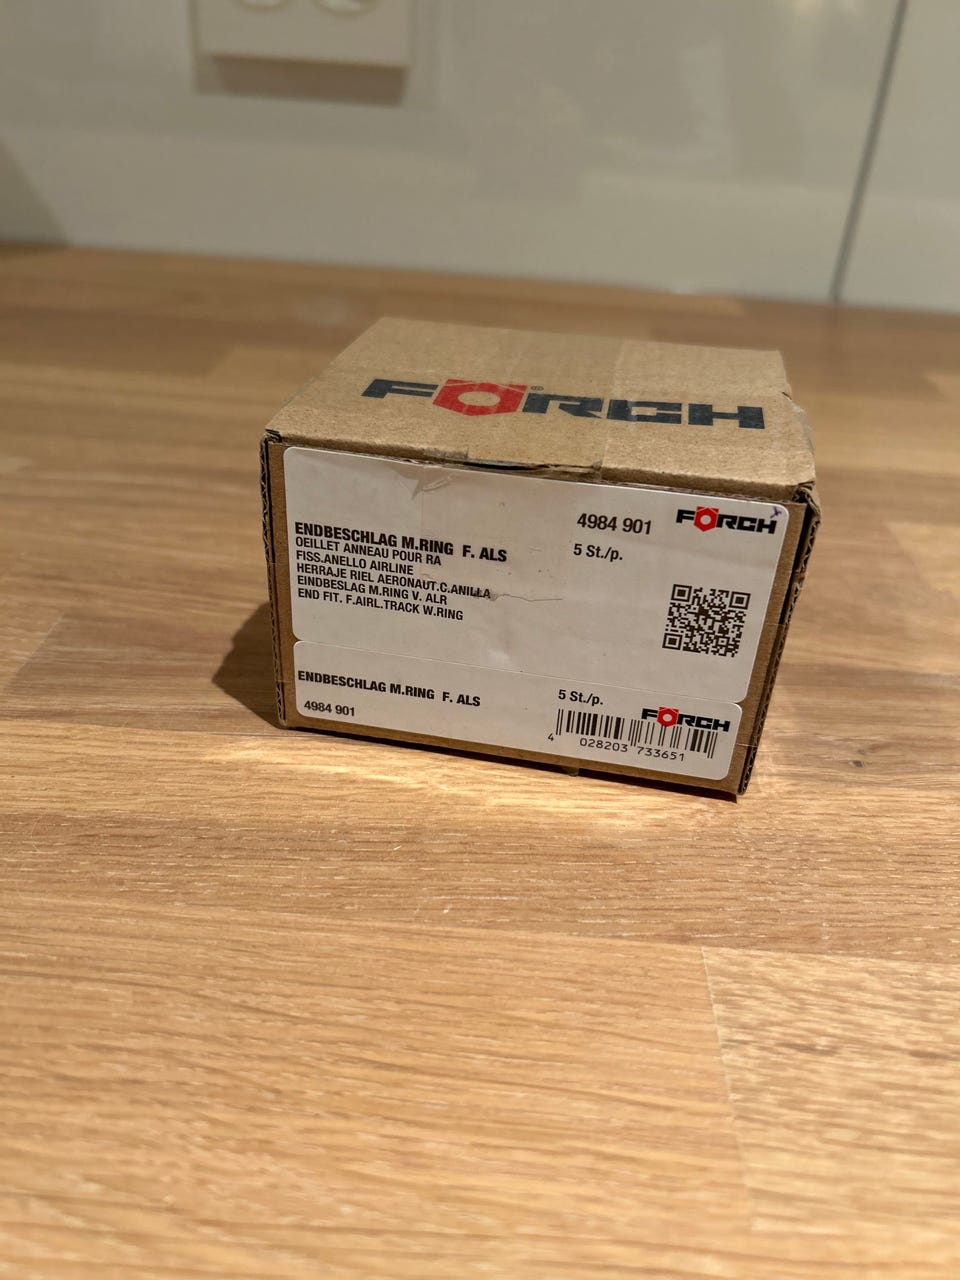 FÖRCH®
4984 901
FÖRCH
ENDBESCHLAG M.RING F. ALS
5 St./p.
OEILLET ANNEAU POUR RA
FISS.ANELLO AIRLINE
HERRAJE RIEL AERONAUT.C.ANILLA
EINDBESLAG M.RING V. ALR
END FIT. F.AIRL.TRACK W.RING
ENDBESCHLAG M.RING F. ALS
5 St./p.
4984 901
FÖRCH
4 028203 733651